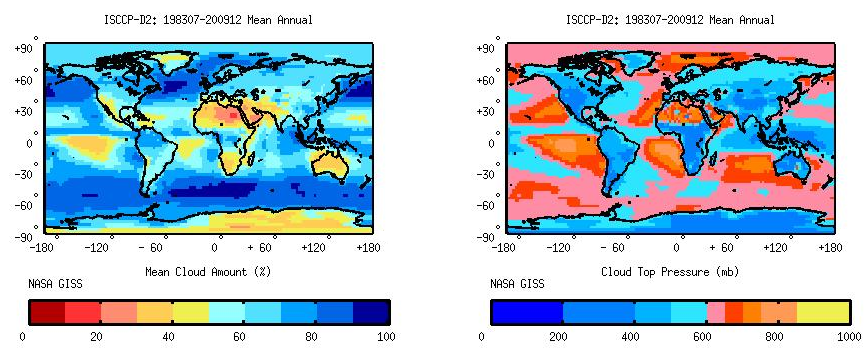 ISCCP-D2: 198307-200912 Mean Annual
+90°
+60°
+30°
0°
-30°
-60°
-90°
-180° -120° - 60° 0° + 60° +120° +180°
Mean Cloud Amount (%)
NASA GISS
0 20 40 60 80 100
ISCCP-D2: 198307-200912 Mean Annual
+90°
+60°
+30°
0°
-30°
-60°
-90°
-180° -120° - 60° 0° + 60° +120° +180°
Cloud Top Pressure (mb)
NASA GISS
0 200 400 600 800 1000